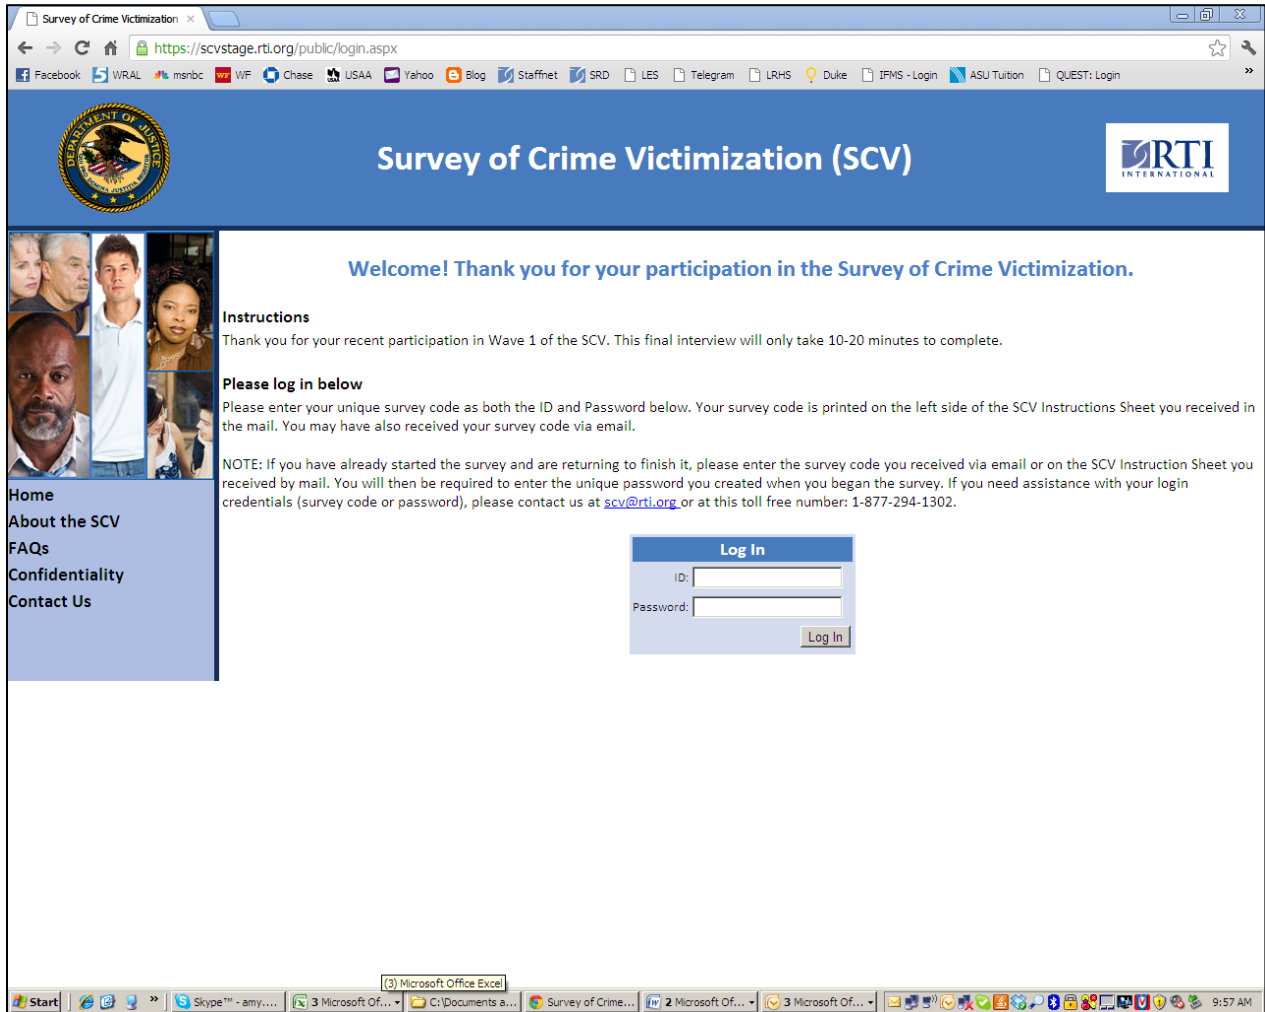 Survey of Crime Victimization
https://scvstage.rti.org/public/login.aspx
Facebook WRAL msnbc WF WF Chase USAA Yahoo Blog Staffnet SRD LES Telegram LRHS Duke IFMS - Login ASU Tuition QUEST: Login »
DEPARTMENT OF JUSTICE
Survey of Crime Victimization (SCV)
RTI
INTERNATIONAL
Welcome! Thank you for your participation in the Survey of Crime Victimization.
Instructions
Thank you for your recent participation in Wave 1 of the SCV. This final interview will only take 10-20 minutes to complete.
Please log in below
Please enter your unique survey code as both the ID and Password below. Your survey code is printed on the left side of the SCV Instructions Sheet you received in
the mail. You may have also received your survey code via email.
NOTE: If you have already started the survey and are returning to finish it, please enter the survey code you received via email or on the SCV Instruction Sheet you
received by mail. You will then be required to enter the unique password you created when you began the survey. If you need assistance with your login
credentials (survey code or password), please contact us at scv@rti.org or at this toll free number: 1-877-294-1302.
Home
About the SCV
FAQs
Confidentiality
Contact Us
Log In
ID:
Password:
Log In
(3) Microsoft Office Excel
Start » Skype™ - amy.... 3 Microsoft Of... C:\Documents a... Survey of Crime... 2 Microsoft Of... 3 Microsoft Of... 9:57 AM